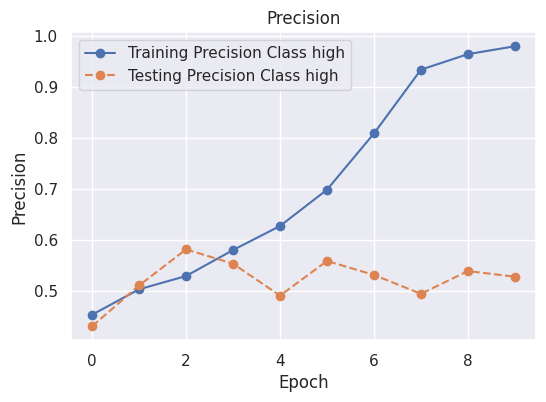 Precision
Training Precision Class high
Testing Precision Class high
1.0
0.9
0.8
0.7
0.6
0.5
Precision
0 2 4 6 8
Epoch